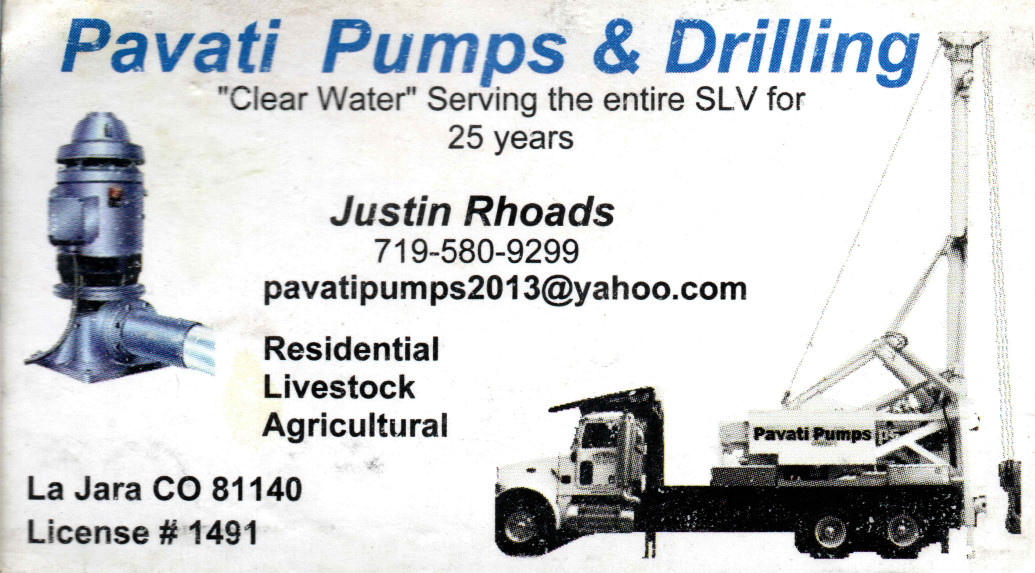 Pavati Pumps & Drilling
"Clear Water" Serving the entire SLV for
25 years
Justin Rhoads
719-580-9299
pavatipumps2013@yahoo.com
Residential
Livestock
Agricultural
Pavati Pumps
La Jara CO 81140
License # 1491